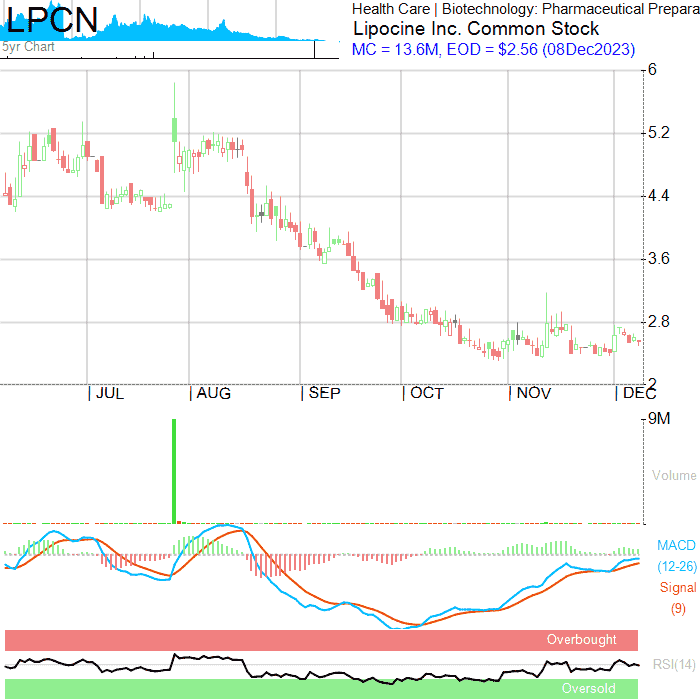 LPCN
Health Care | Biotechnology: Pharmaceutical Prepara
Lipocine Inc. Common Stock
MC = 13.6M, EOD = $2.56 (08Dec2023)
5yr Chart
6
5.2
4.4
3.6
2.8
2
JUL
AUG
SEP
OCT
NOV
DEC
9M
Volume
MACD
(12-26)
Signal
(9)
Overbought
RSI(14)
Oversold